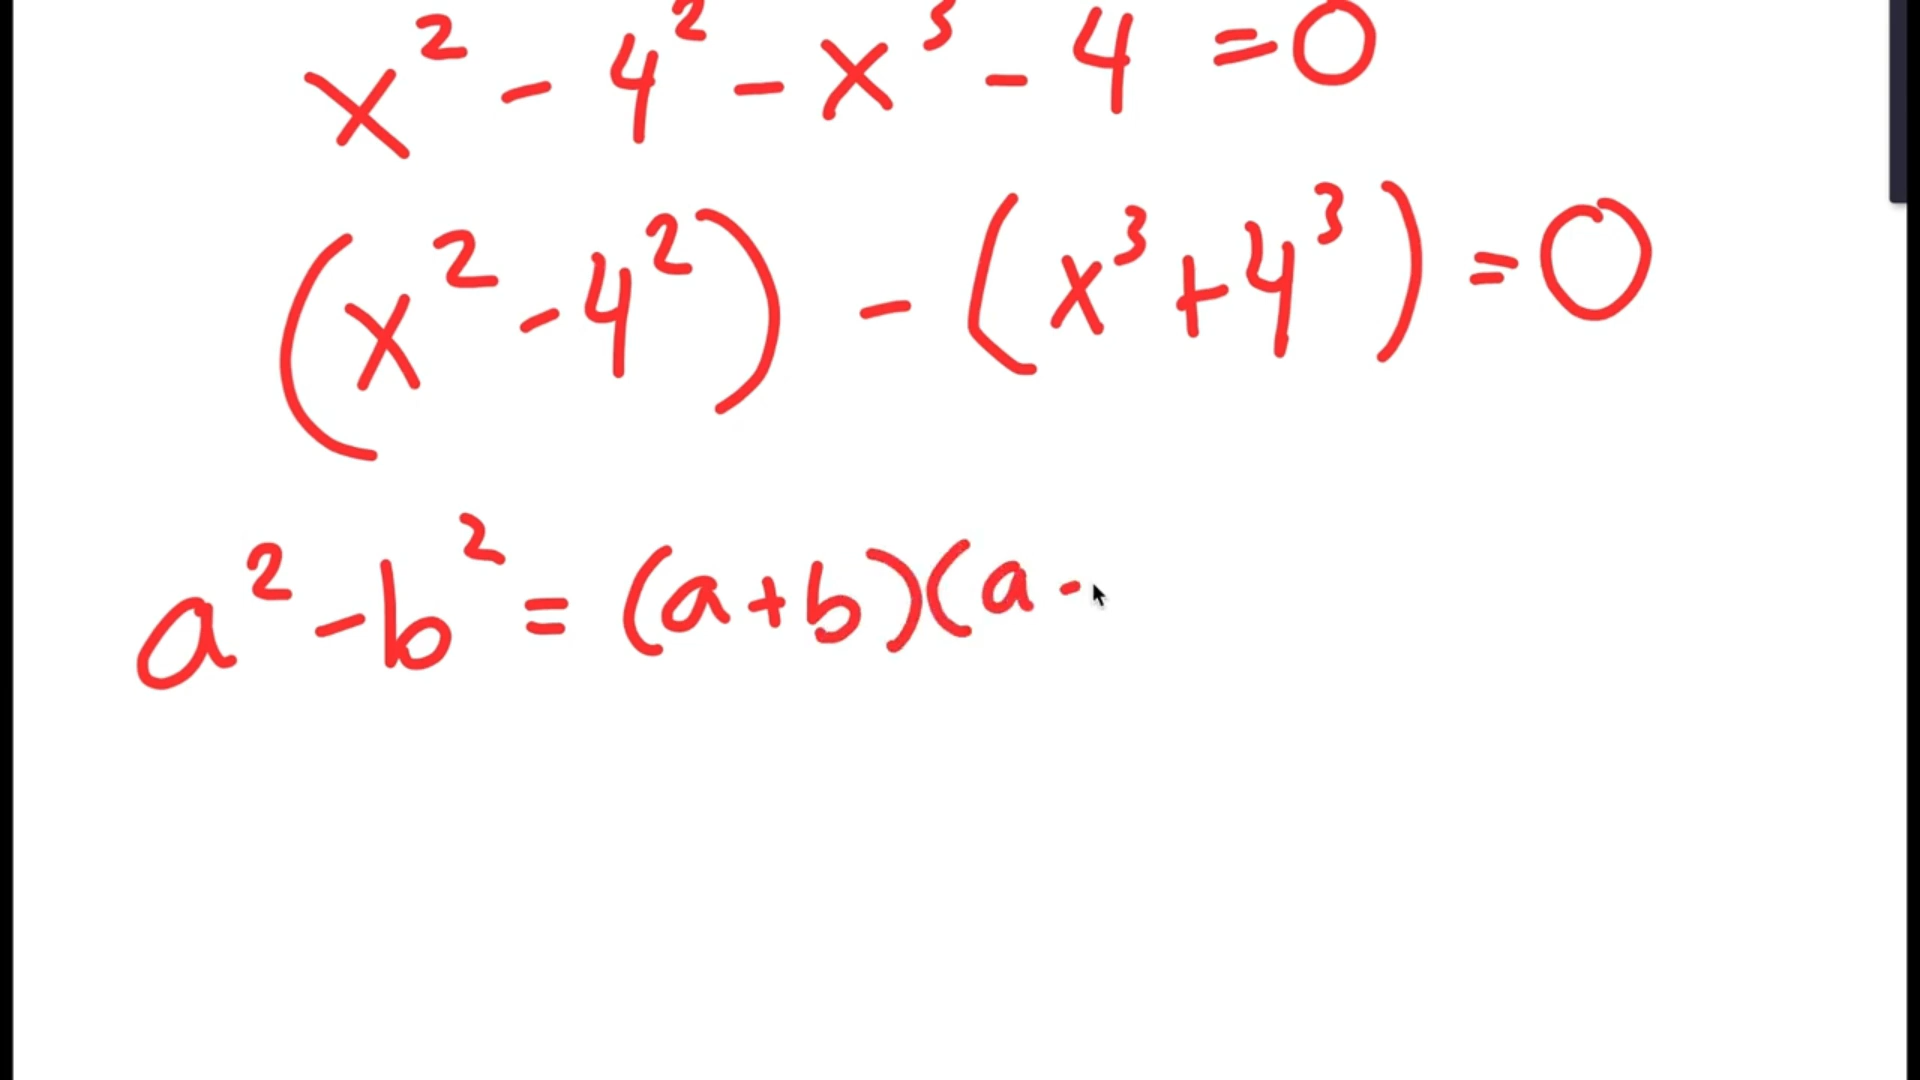 x² - 4² - x³ - 4 = 0
(x² - 4²) - (x³ + 4³) = 0
a² - b² = (a + b)(a -